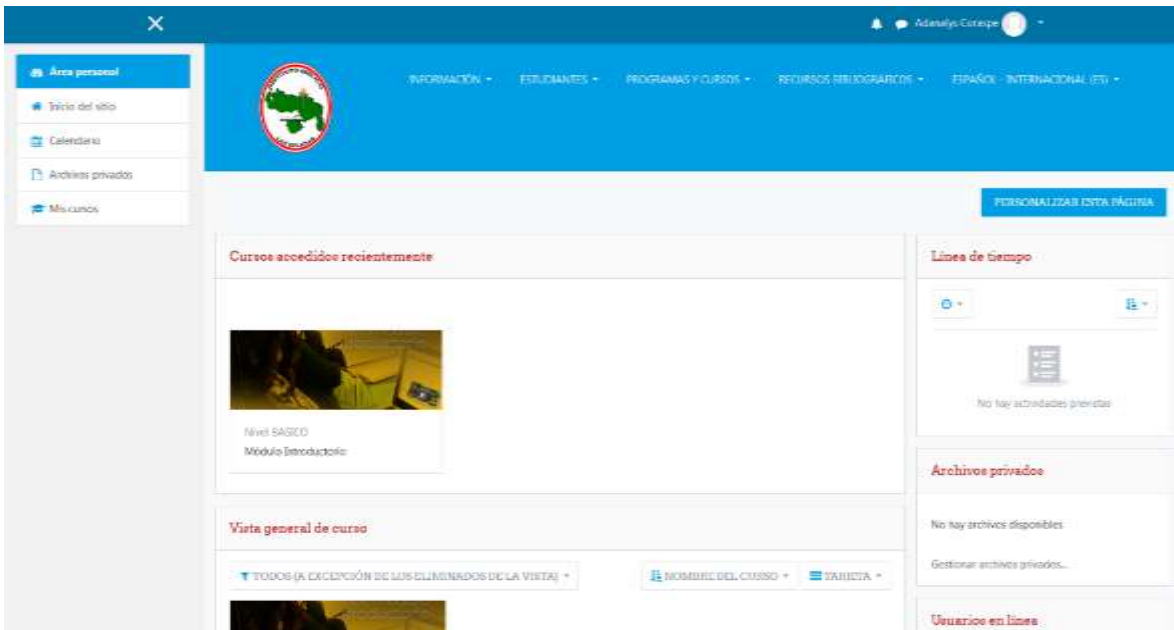 Adanalys Corespe
Área personal
Inicio del sitio
Calendario
Archivos privados
Mis cursos
INFORMACIÓN
ESTUDIANTES
PROGRAMAS Y CURSOS
RECURSOS BIBLIOGRAFICOS
ESPAÑOL - INTERNACIONAL (ES)
PERSONALIZAR ESTA PÁGINA
Cursos accedidos recientemente
Nivel BASICO
Módulo Introductorio
Vista general de curso
TODOS (A EXCEPCIÓN DE LOS ELIMINADOS DE LA VISTA)
NOMBRE DEL CURSO
TARJETA
Línea de tiempo
No hay actividades previstas
Archivos privados
No hay archivos disponibles
Gestionar archivos privados...
Usuarios en línea